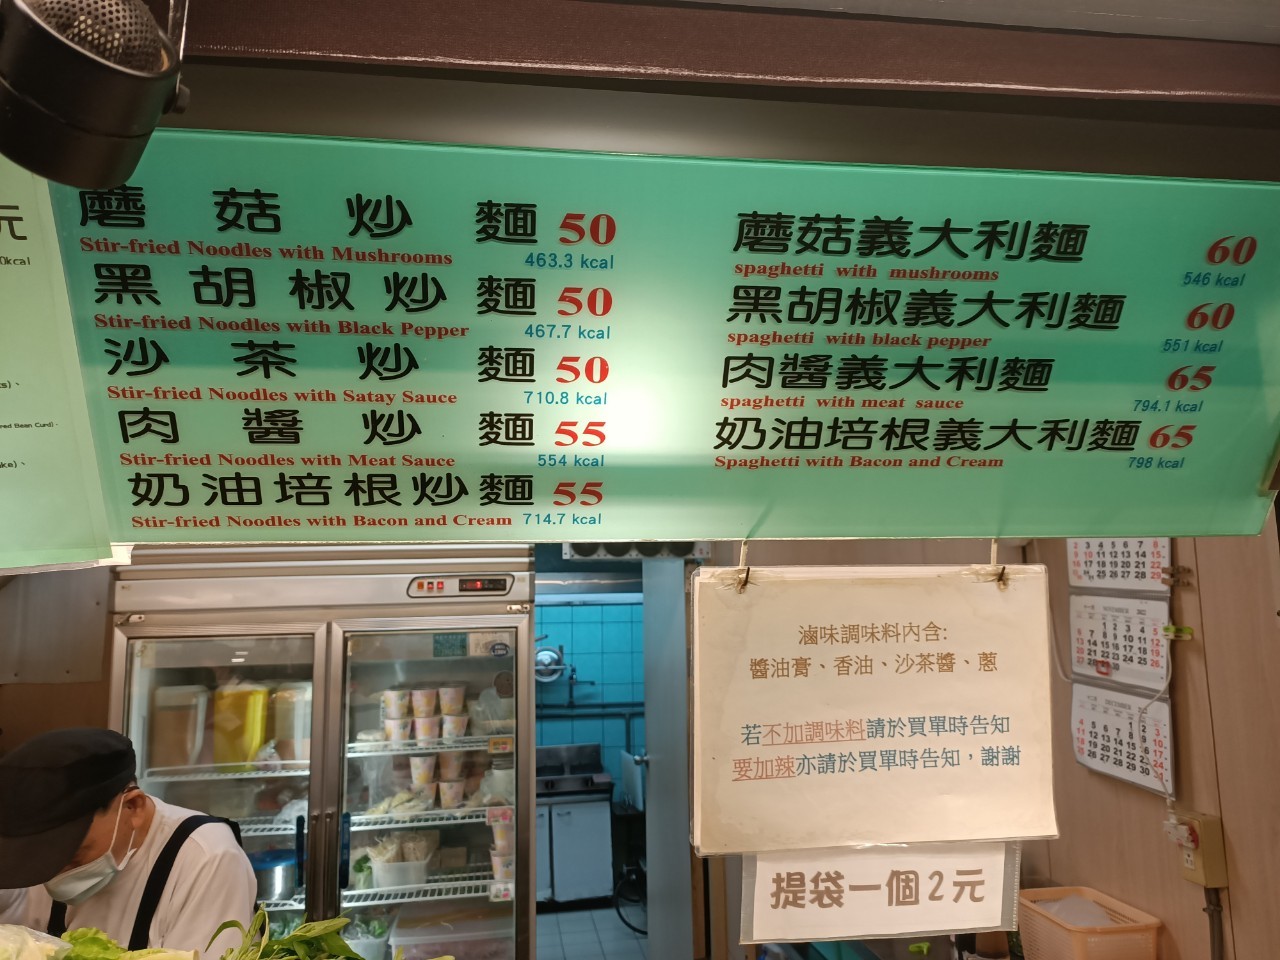 元
0kcal
蘑菇炒麵 50
Stir-fried Noodles with Mushrooms 463.3 kcal
黑胡椒炒麵 50
Stir-fried Noodles with Black Pepper 467.7 kcal
沙茶炒麵 50
Stir-fried Noodles with Satay Sauce 710.8 kcal
肉醬炒麵 55
Stir-fried Noodles with Meat Sauce 554 kcal
奶油培根炒麵 55
Stir-fried Noodles with Bacon and Cream 714.7 kcal
蘑菇義大利麵 60
spaghetti with mushrooms 546 kcal
黑胡椒義大利麵 60
spaghetti with black pepper 551 kcal
肉醬義大利麵 65
spaghetti with meat sauce 794.1 kcal
奶油培根義大利麵 65
Spaghetti with Bacon and Cream 798 kcal
滷味調味料內含:
醬油膏、香油、沙茶醬、蔥
若不加調味料請於買單時告知
要加辣亦請於買單時告知，謝謝
提袋一個2元